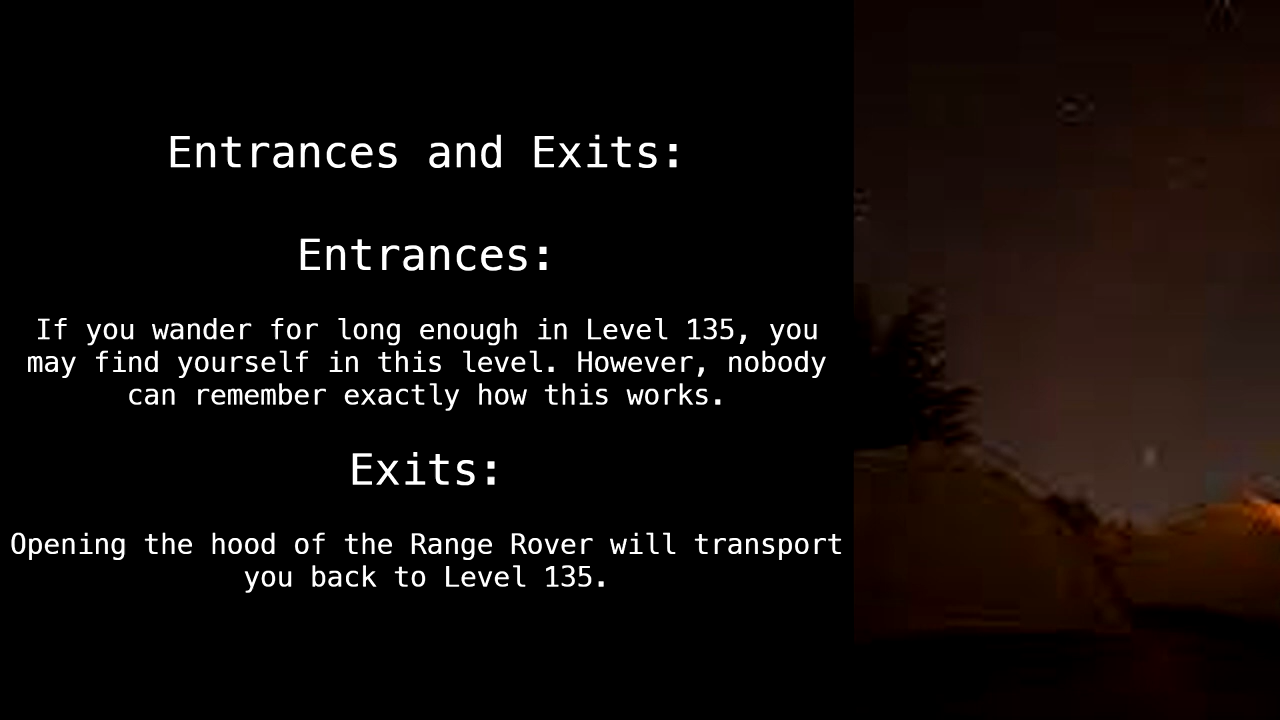 Entrances and Exits:
Entrances:
If you wander for long enough in Level 135, you
may find yourself in this level. However, nobody
can remember exactly how this works.
Exits:
Opening the hood of the Range Rover will transport
you back to Level 135.